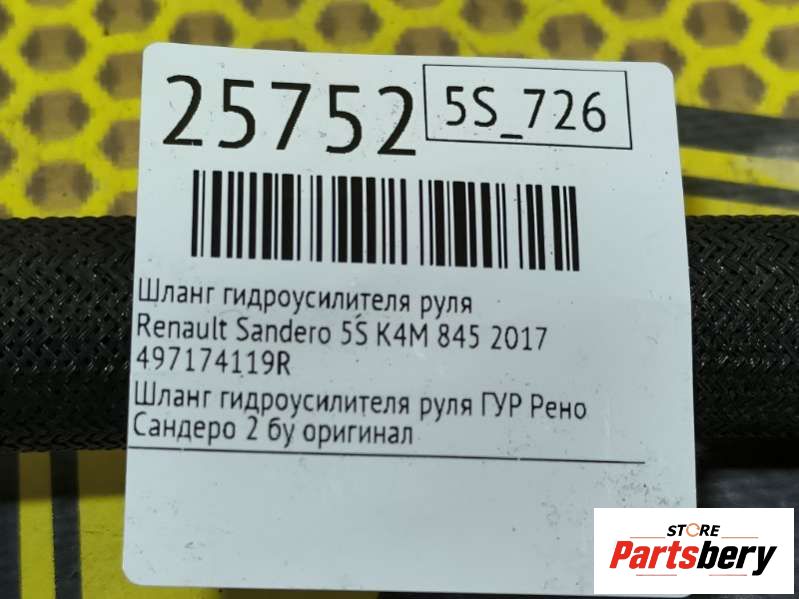 25752
5S_726
Шланг гидроусилителя руля
Renault Sandero 5S K4M 845 2017
497174119R
Шланг гидроусилителя руля ГУР Рено
Сандеро 2 бу оригинал
STORE
Partsbery